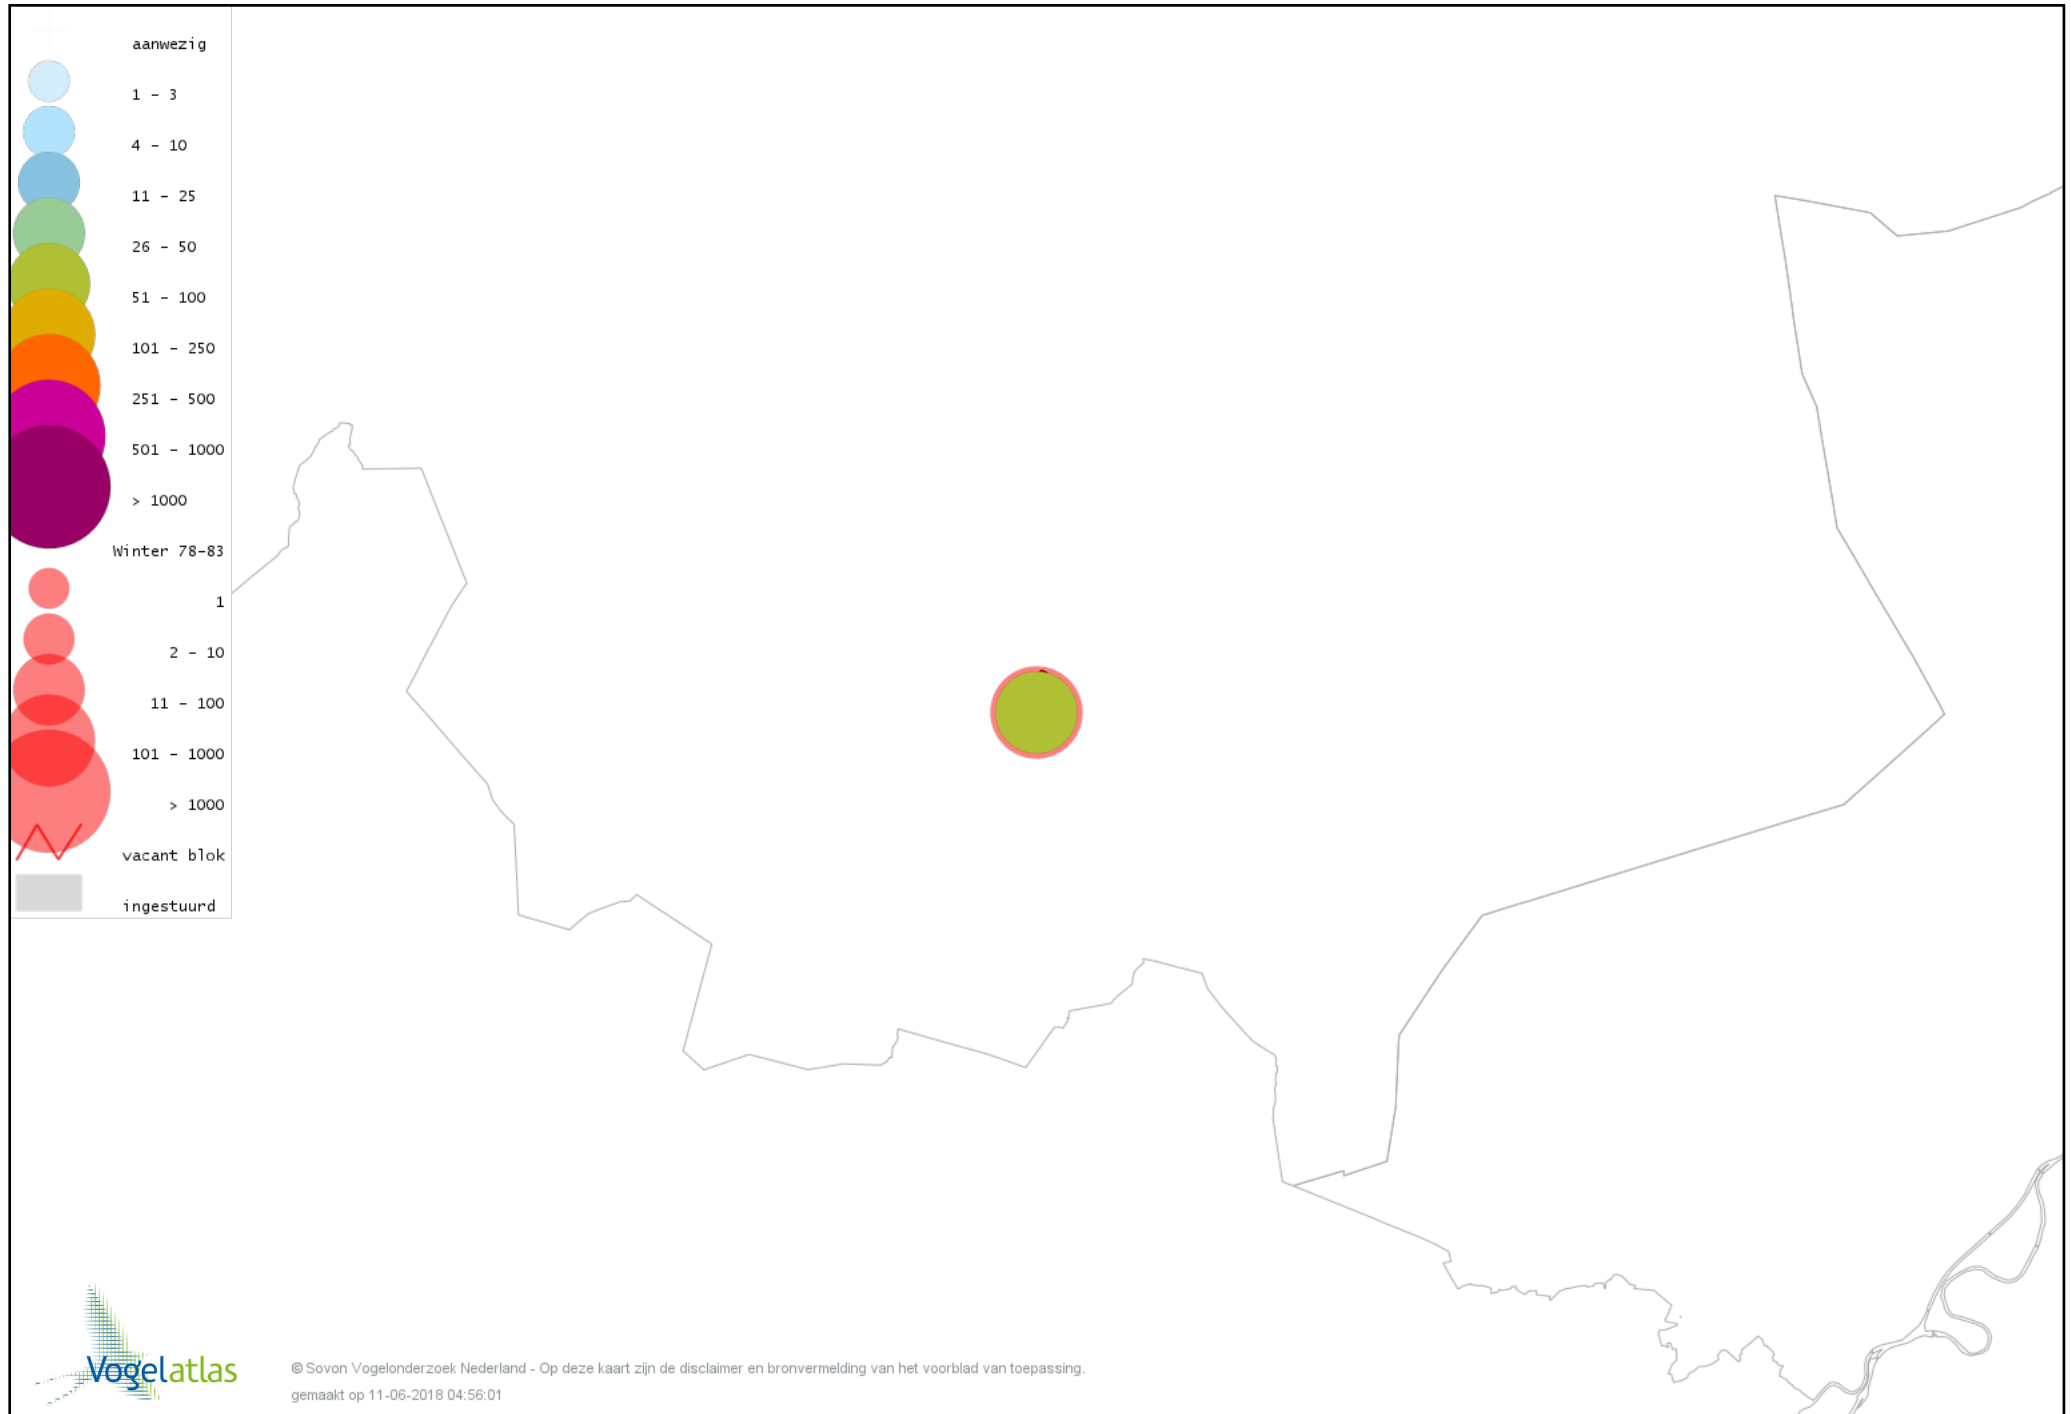 aanwezig
1 - 3
4 - 10
11 - 25
26 - 50
51 - 100
101 - 250
251 - 500
501 - 1000
> 1000
Winter 78-83
1
2 - 10
11 - 100
101 - 1000
> 1000
vacant blok
ingestuurd
Vogelatlas
© Sovon Vogelonderzoek Nederland - Op deze kaart zijn de disclaimer en bronvermelding van het voorblad van toepassing.
gemaakt op 11-06-2018 04:56:01